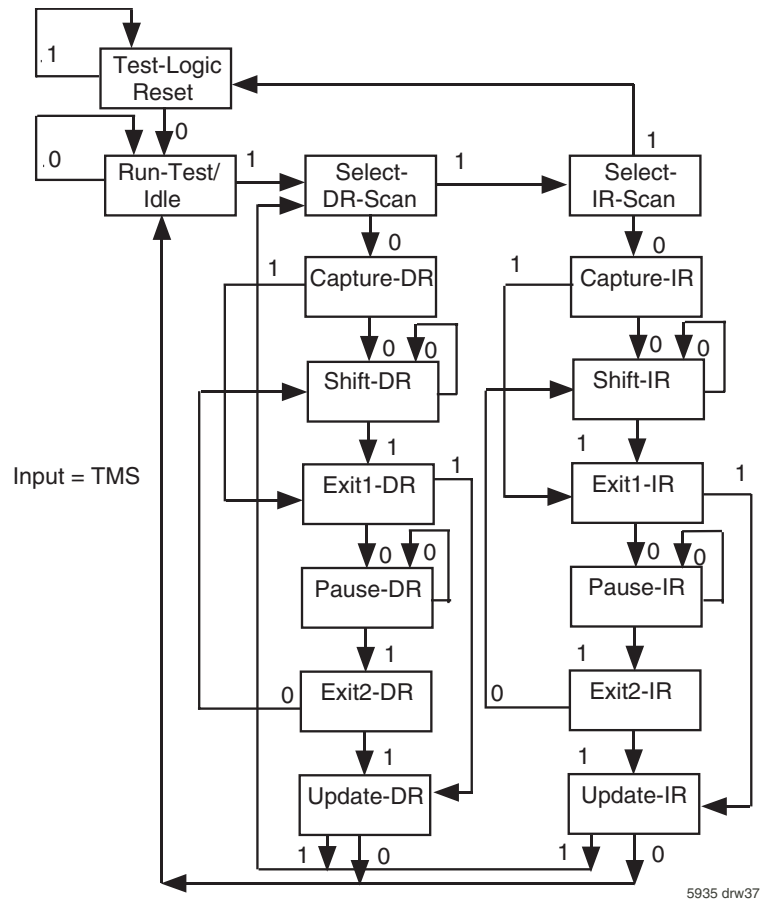 .1
Test-Logic
Reset
0
.0
Run-Test/
Idle
1
Select-
DR-Scan
1
Select-
IR-Scan
1
0
0
1
Capture-DR
1
Capture-IR
0
0
0
0
Shift-DR
Shift-IR
1
1
Input = TMS
Exit1-DR
1
Exit1-IR
1
0
0
0
0
Pause-DR
Pause-IR
1
1
0
Exit2-DR
0
Exit2-IR
1
1
Update-DR
Update-IR
1
0
1
0
5935 drw37